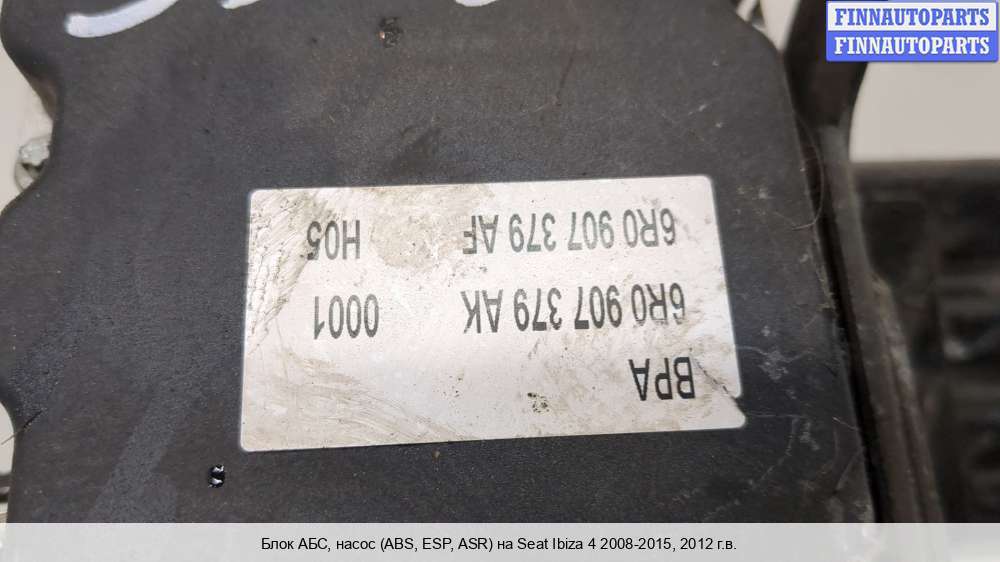 FINNAUTOPARTS
FINNAUTOPARTS
BPA
6R0 907 379 AK 0001
6R0 907 379 AF H05
Блок АБС, насос (ABS, ESP, ASR) на Seat Ibiza 4 2008-2015, 2012 г.в.